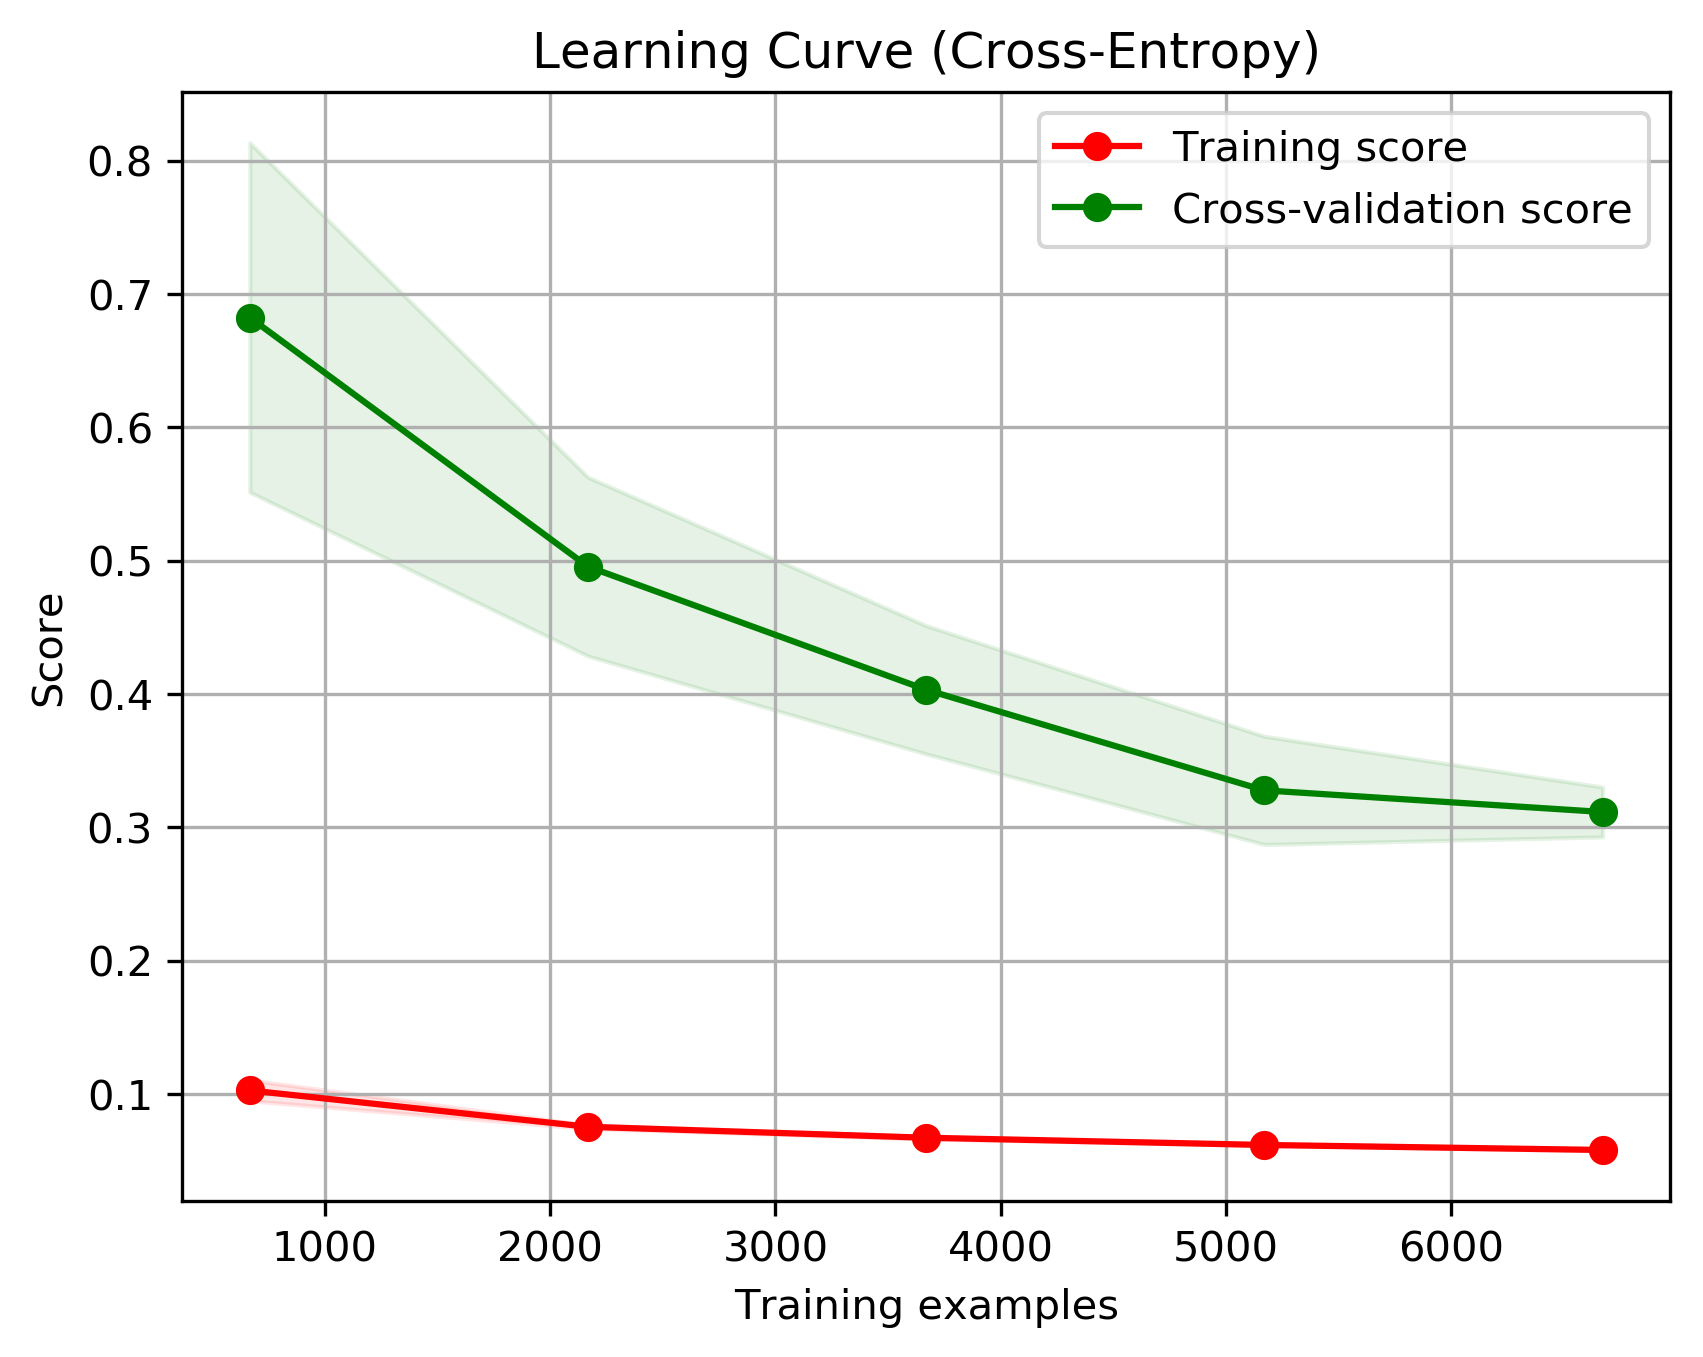 Learning Curve (Cross-Entropy)
Training score
Cross-validation score
0.8
0.7
0.6
0.5
0.4
0.3
0.2
0.1
Score
1000 2000 3000 4000 5000 6000
Training examples